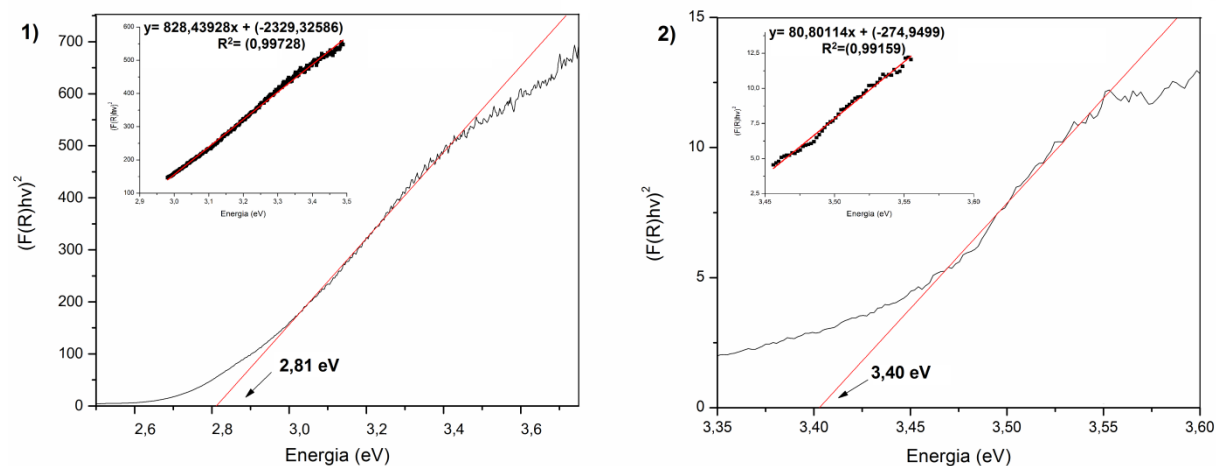 1)
y= 828,43928x + (-2329,32586)
R²= (0,99728)
(F(R)hv)²
600
500
400
300
200
100
2,9 3,0 3,1 3,2 3,3 3,4 3,5
Energia (eV)
(F(R)hv)²
700
600
500
400
300
200
100
0
2,81 eV
2,6 2,8 3,0 3,2 3,4 3,6
Energia (eV)
2)
y= 80,80114x + (-274,9499)
R²=(0,99159)
(F(R)hv)²
12,5
10,0
7,5
5,0
2,5
3,45 3,50 3,55 3,60
Energia (eV)
(F(R)hv)²
15
10
5
0
3,40 eV
3,35 3,40 3,45 3,50 3,55 3,60
Energia (eV)